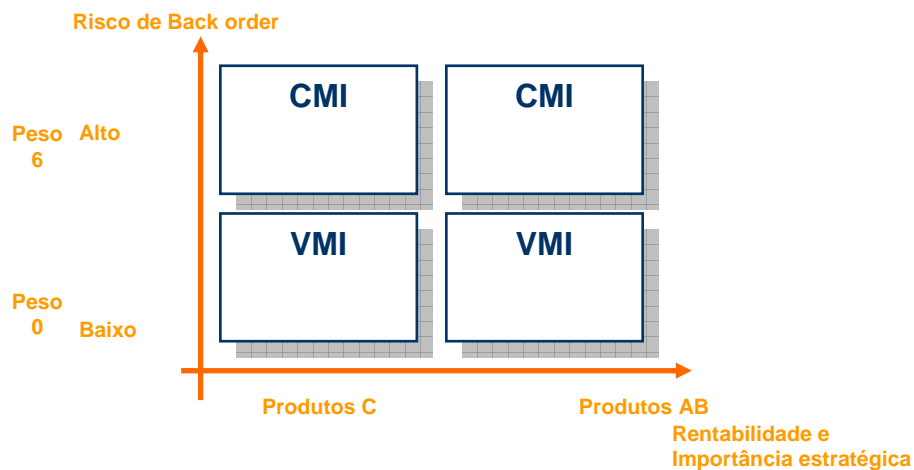 Risco de Back order
CMI
CMI
Peso
6
Alto
VMI
VMI
Peso
0
Baixo
Produtos C
Produtos AB
Rentabilidade e
Importância estratégica